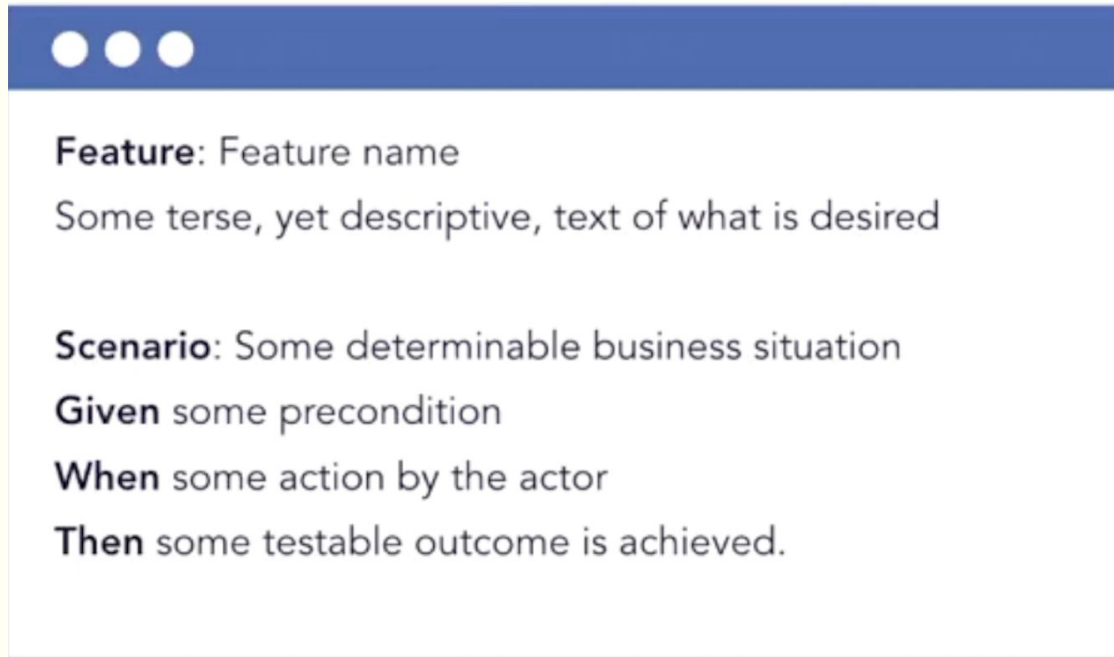 Feature: Feature name
Some terse, yet descriptive, text of what is desired
Scenario: Some determinable business situation
Given some precondition
When some action by the actor
Then some testable outcome is achieved.